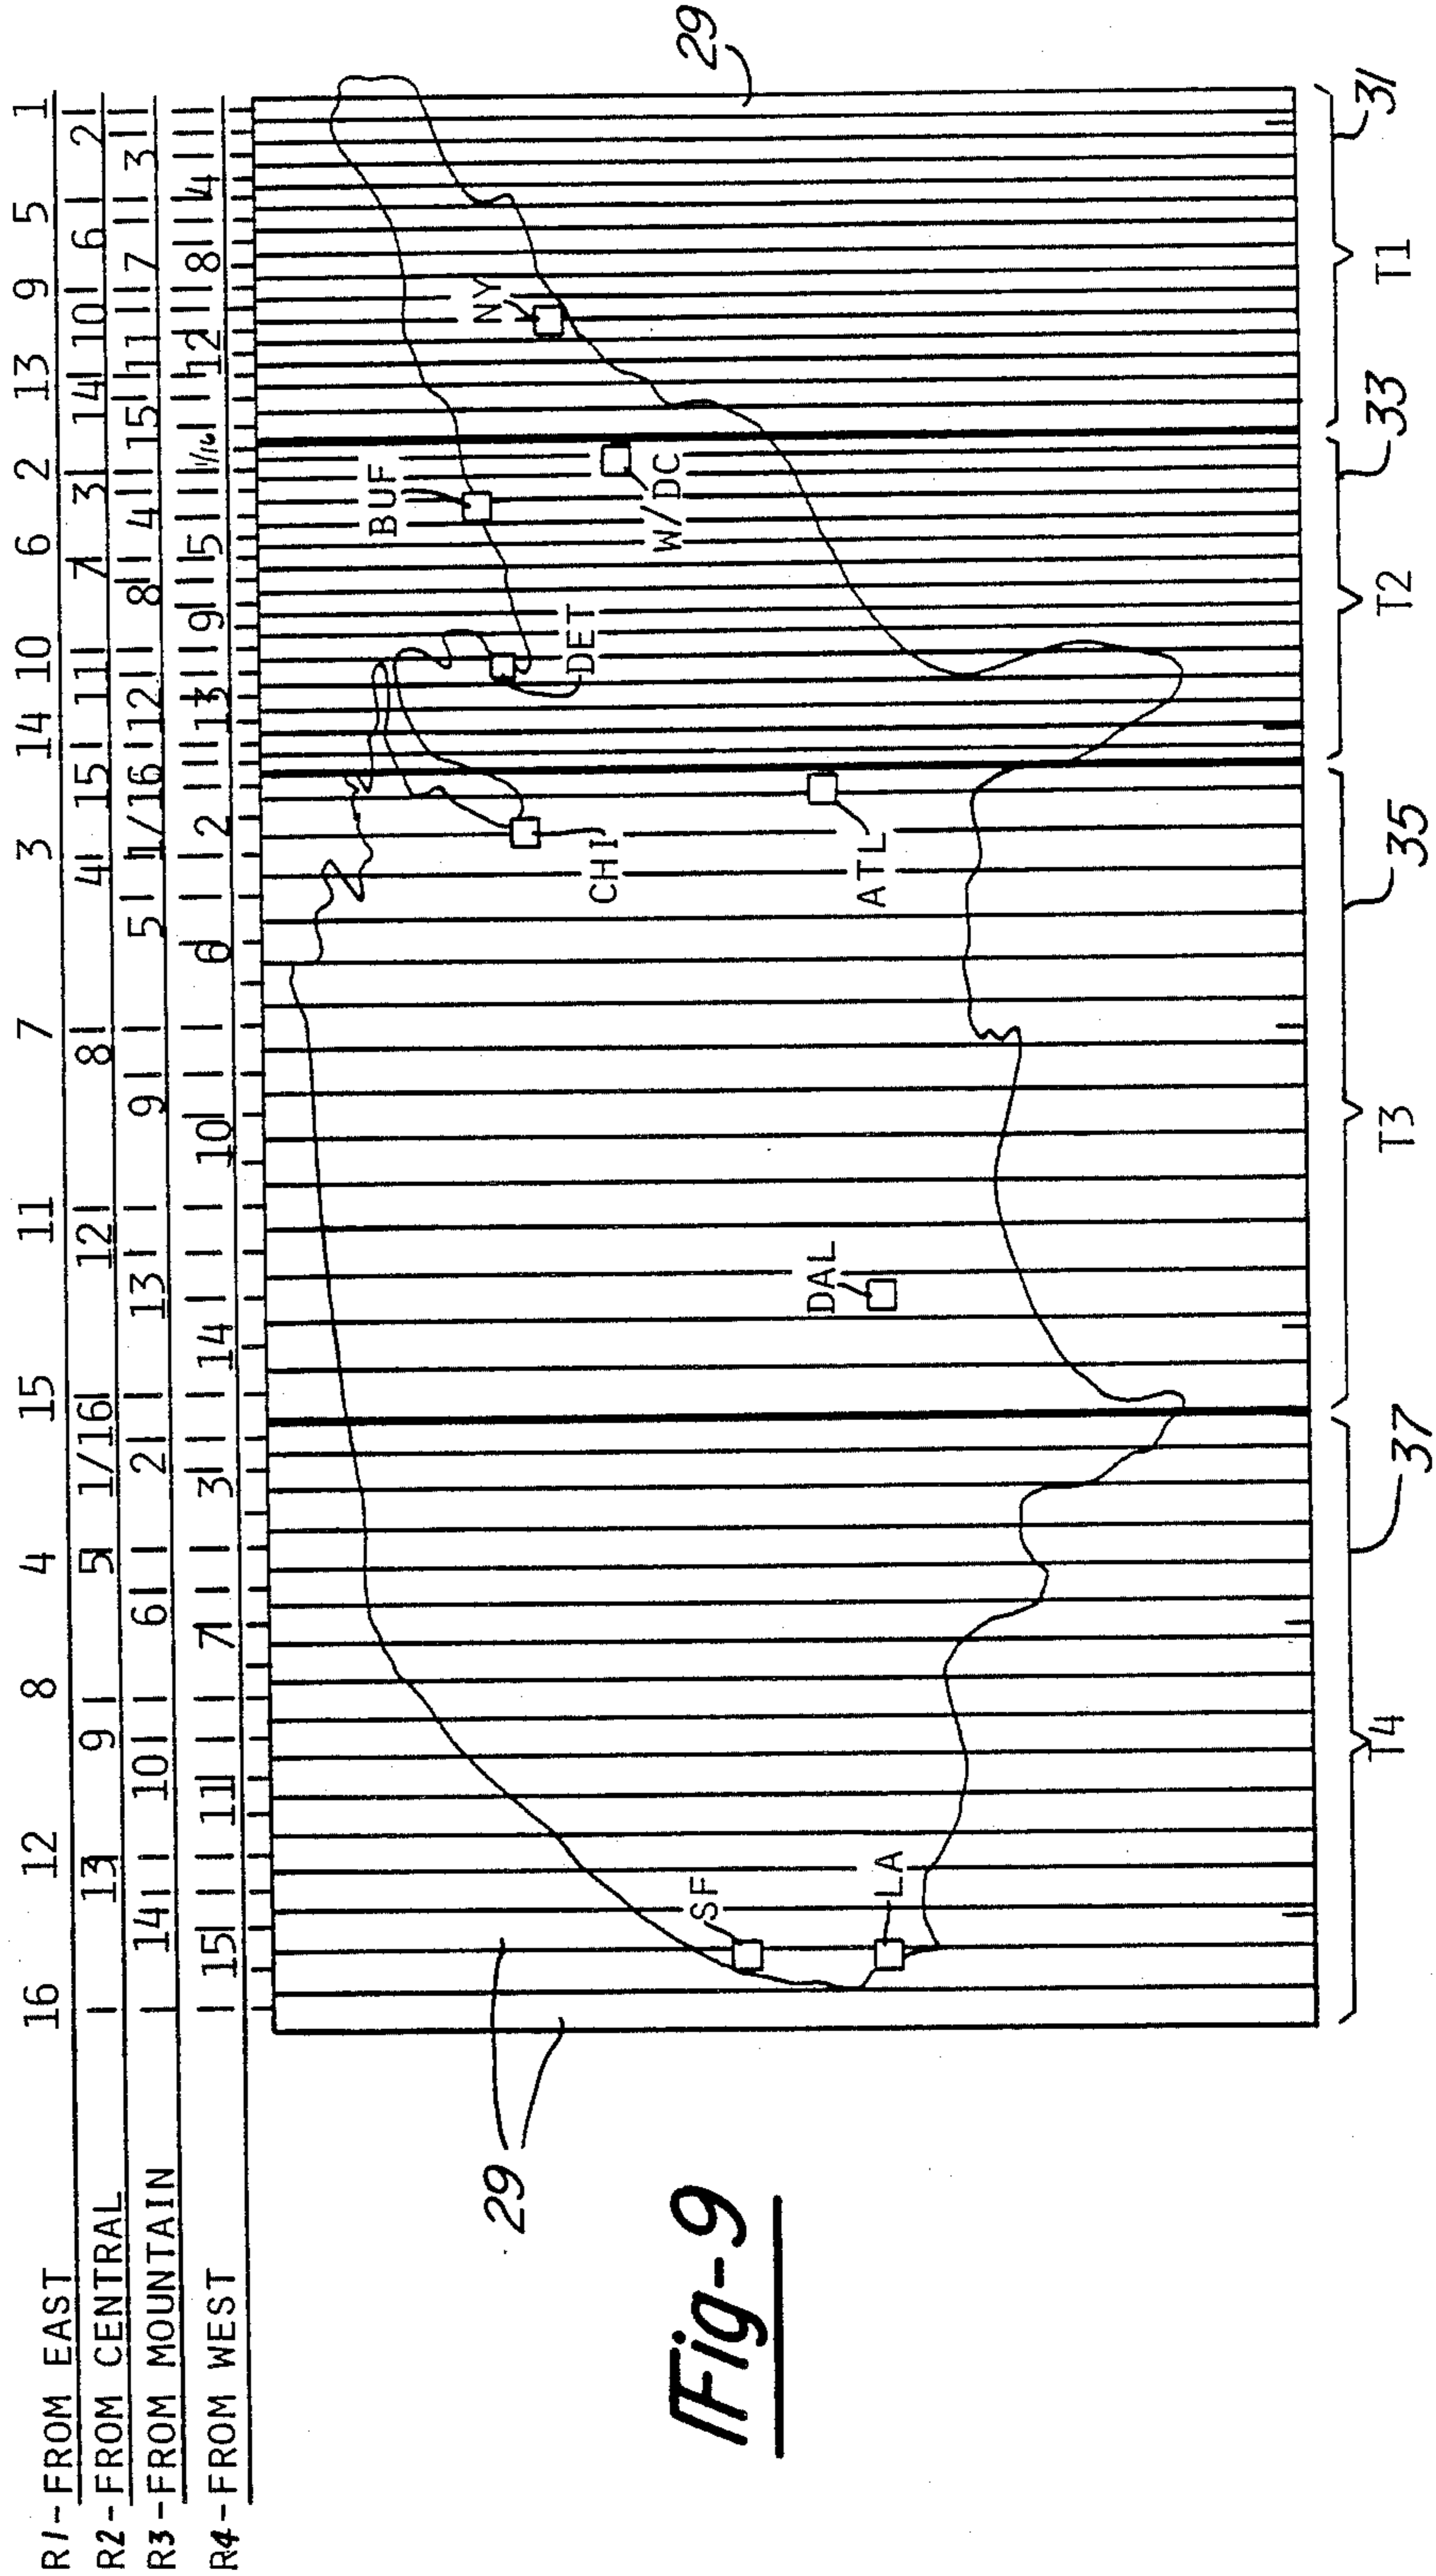 R1-FROM EAST 16 12 8 4 15 11 7 3 14 10 6 2 13 9 5 1
R2-FROM CENTRAL 13 9 5 1/16 12 8 4 15 11 7 3 14 10 6 2
R3-FROM MOUNTAIN 14 10 6 2 13 9 5 1/16 12 8 4 15 11 7 3
R4-FROM WEST 15 11 7 3 14 10 6 2 13 9 5 1/16 12 8 4
BUF
NY
29
DET
CHI
W/DC
29
SF
DAL
ATL
LA
Fig-9
T4 T3 T2 T1
37 35 33 31